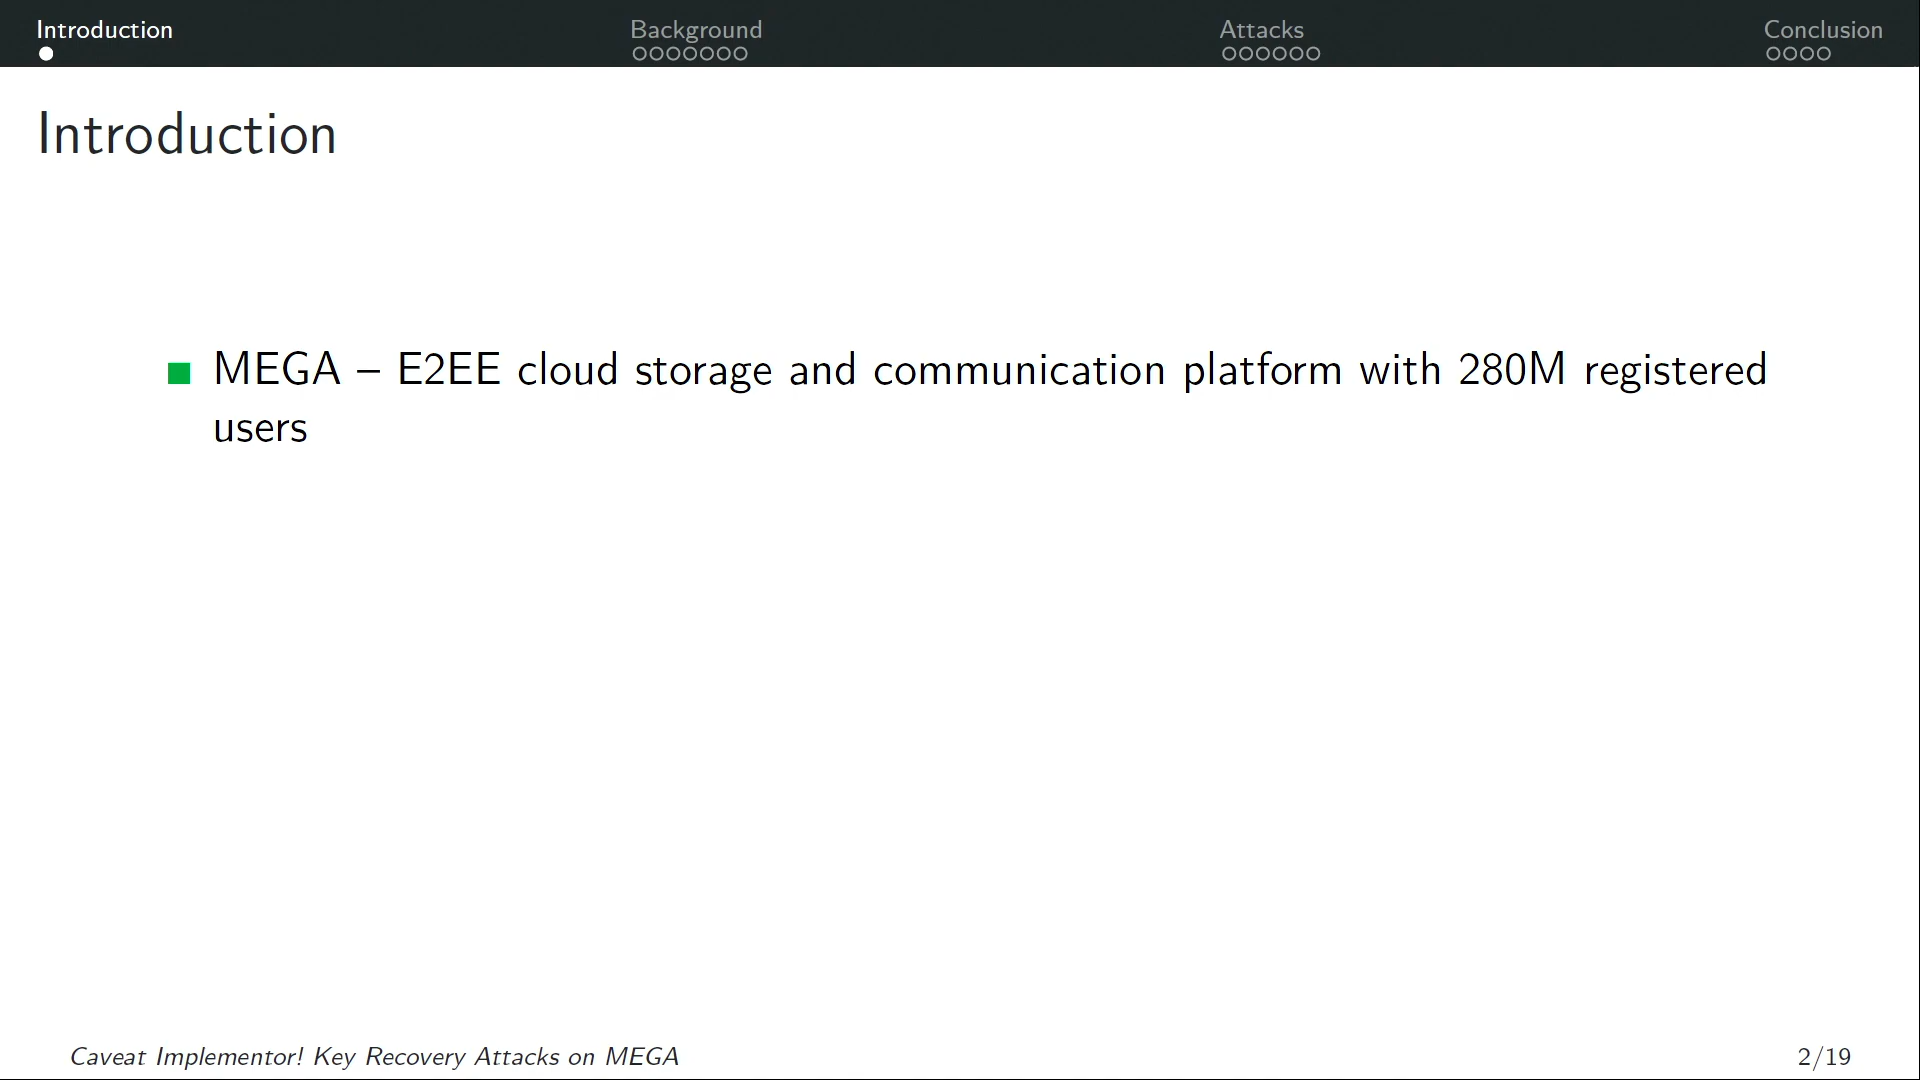 Introduction
Background
Attacks
Conclusion
Introduction
MEGA – E2EE cloud storage and communication platform with 280M registered
users
Caveat Implementor! Key Recovery Attacks on MEGA
2/19